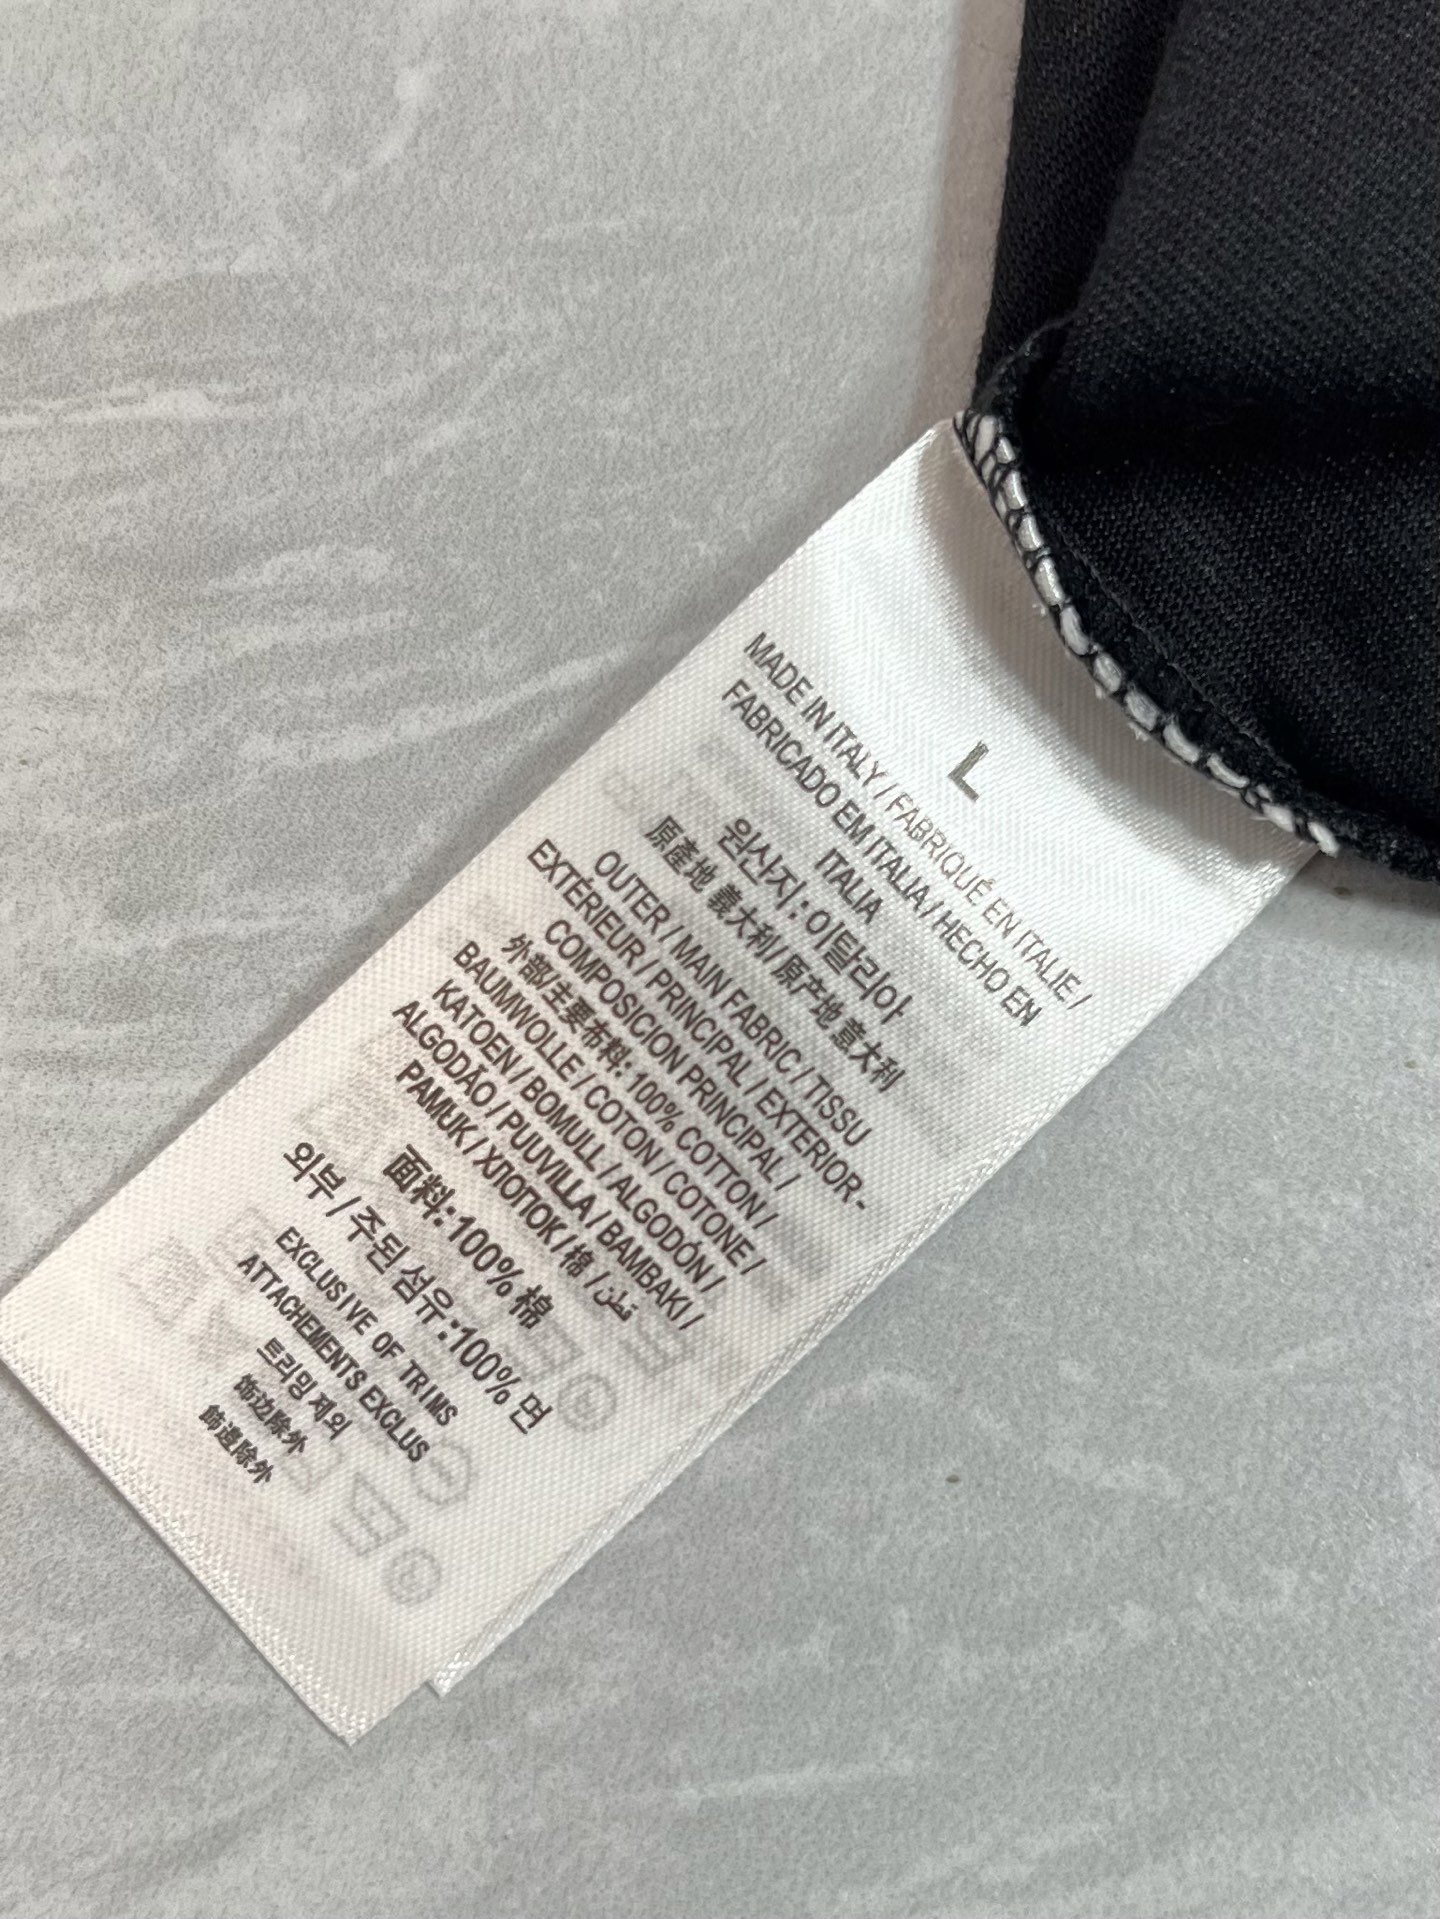 L
MADE IN ITALY / FABRIQUÉ EN ITALIE /
FABRICADO EM ITALIA / HECHO EN
ITALIA
원산지: 이탈리아
原產地 義大利/ 原产地 意大利
OUTER / MAIN FABRIC / TISSU
EXTÉRIEUR / PRINCIPAL / EXTERIOR-
COMPOSICION PRINCIPAL /
外部/主要布料: 100% COTTON /
BAUMWOLLE / COTON / COTONE /
KATOEN / BOMULL / ALGODÓN /
ALGODÃO / PUUVILLA / BAMBAKI /
PAMUK / ХЛОПОК / 棉 / قطن
面料: 100% 棉
외부 / 주된 섬유:100% 면
EXCLUSIVE OF TRIMS
ATTACHEMENTS EXCLUS
트리밍 제외
饰边除外
飾邊除外